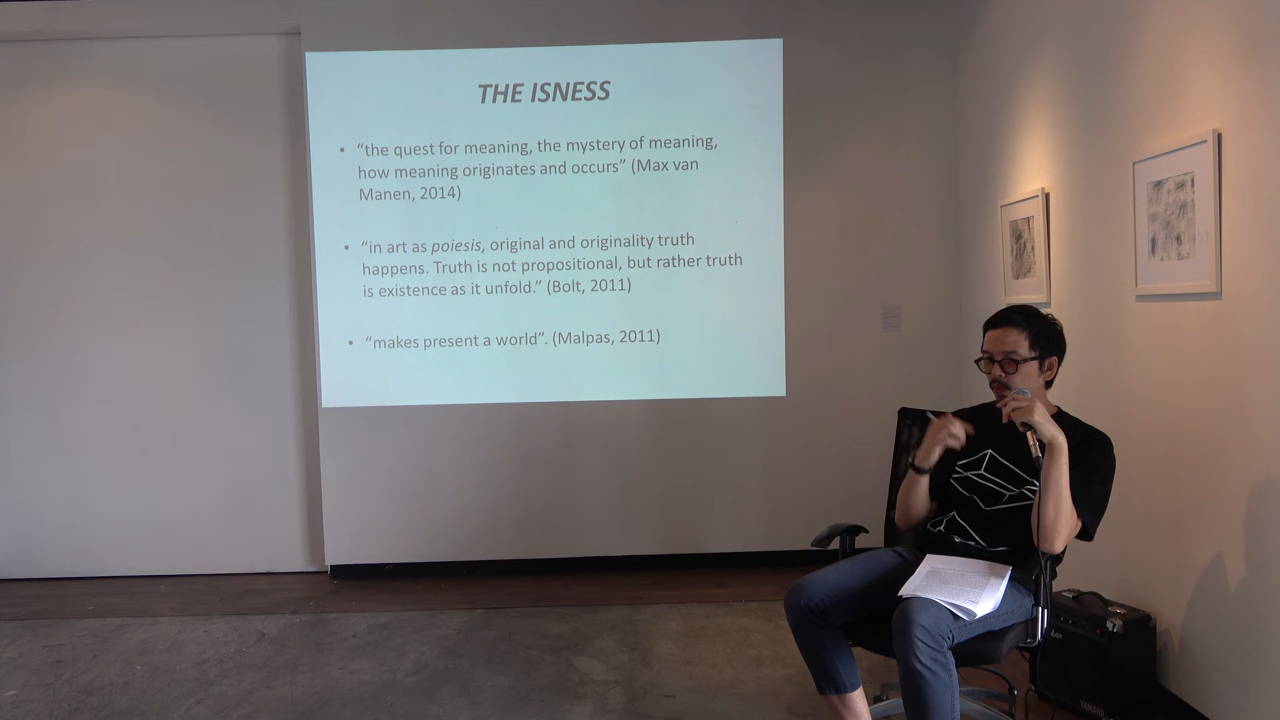 THE ISNESS
• “the quest for meaning, the mystery of meaning,
how meaning originates and occurs” (Max van
Manen, 2014)
• “in art as poiesis, original and originality truth
happens. Truth is not propositional, but rather truth
is existence as it unfold.” (Bolt, 2011)
• “makes present a world”. (Malpas, 2011)
YAMAHA